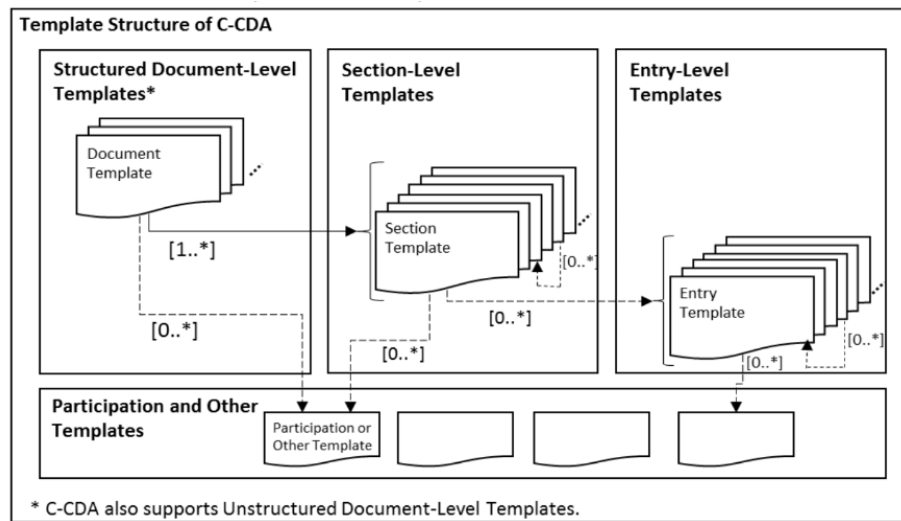 Template Structure of C-CDA
Structured Document-Level
Templates*
Document
Template
[1..*]
[0..*]
Section-Level
Templates
Section
Template
[0..*]
[0..*]
[0..*]
Entry-Level
Templates
Entry
Template
[0..*]
[0..*]
Participation and Other
Templates
Participation or
Other Template
* C-CDA also supports Unstructured Document-Level Templates.